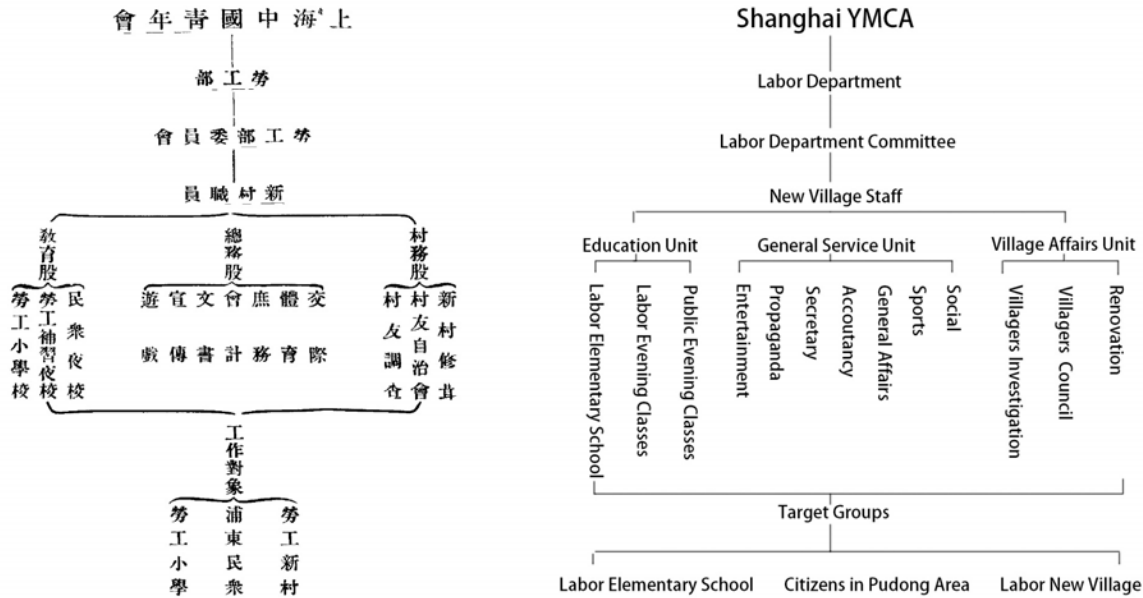 上海中國靑年會
勞工部
勞工部委員會
新村職員
村務股
總務股
敎育股
新村修葺
村友自治會
村友調查
交際
體育
庶務
會計
文書
宣傳
遊戲
民衆夜校
勞工補習夜校
勞工小學校
工作對象
勞工新村
浦東民衆
勞工小學
Shanghai YMCA
Labor Department
Labor Department Committee
New Village Staff
Education Unit
General Service Unit
Village Affairs Unit
Labor Elementary School
Labor Evening Classes
Public Evening Classes
Entertainment
Propaganda
Secretary
Accoutancy
General Affairs
Sports
Social
Villagers Investigation
Villagers Council
Renovation
Target Groups
Labor Elementary School
Citizens in Pudong Area
Labor New Village